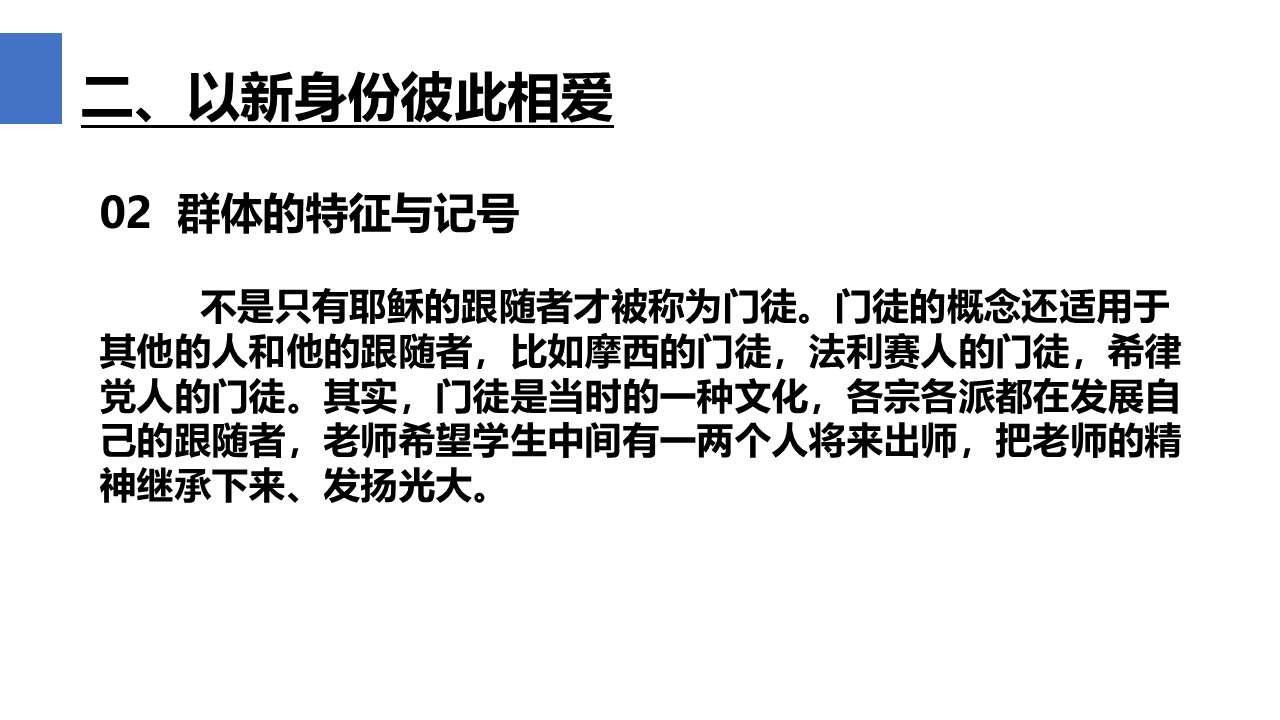 二、以新身份彼此相爱
02 群体的特征与记号
不是只有耶稣的跟随者才被称为门徒。门徒的概念还适用于
其他的人和他的跟随者，比如摩西的门徒，法利赛人的门徒，希律
党人的门徒。其实，门徒是当时的一种文化，各宗各派都在发展自
己的跟随者，老师希望学生中间有一两个人将来出师，把老师的精
神继承下来、发扬光大。